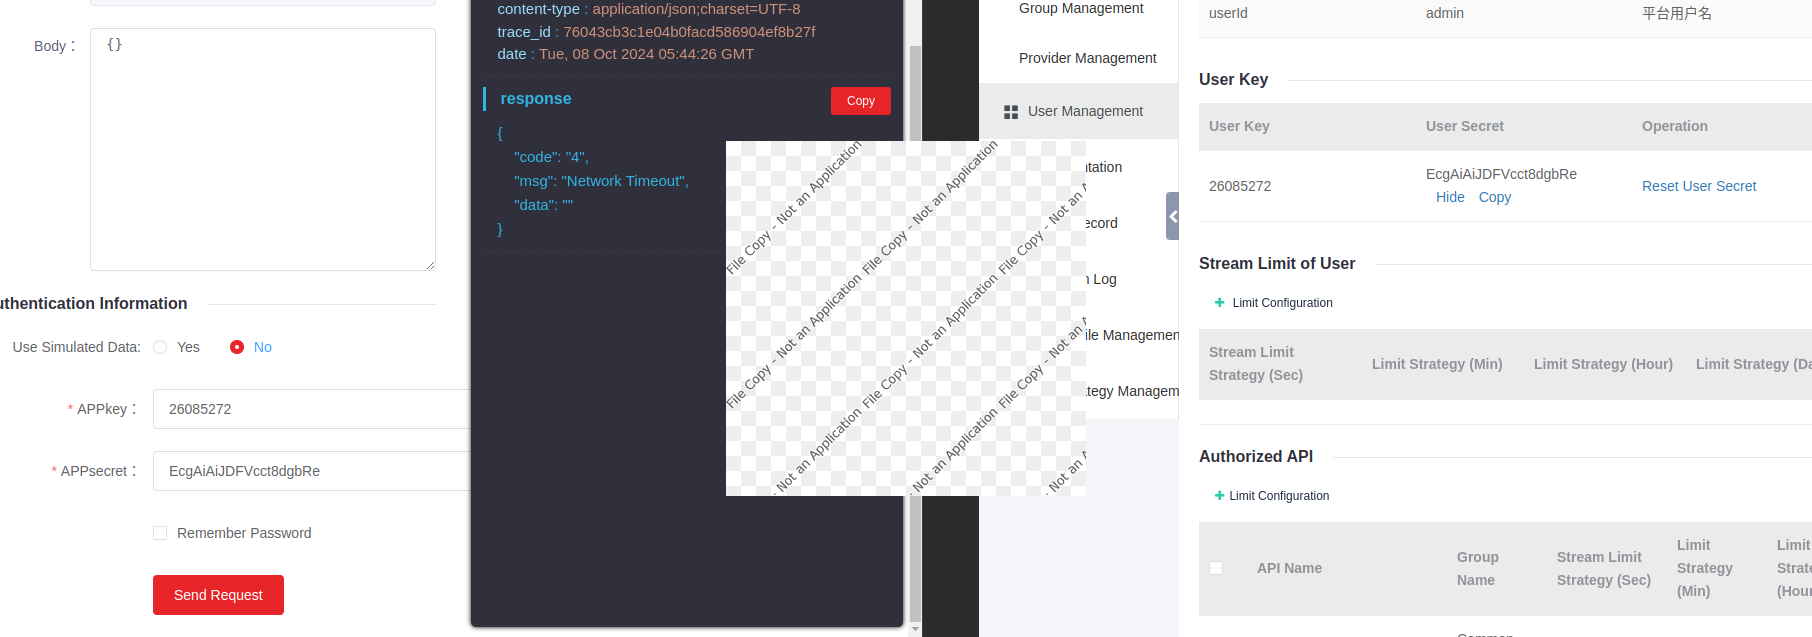 content-type : application/json;charset=UTF-8
trace_id : 76043cb3c1e04b0facd586904ef8b27f
date : Tue, 08 Oct 2024 05:44:26 GMT
Body：
{}
response
Copy
{
"code": "4",
"msg": "Network Timeout",
"data": ""
}
uthentication Information
Use Simulated Data:
Yes
No
* APPkey：
26085272
* APPsecret：
EcgAiAiJDFVcct8dgbRe
Remember Password
Send Request
File Copy - Not an Application
File Copy - Not an Application
File Copy - Not an A
File Copy - Not an Application
File Copy - Not an Application
File Copy - Not an A
- Not an Application
- Not an Application
- Not an A
Group Management
Provider Management
User Management
ntation
ecord
n Log
ile Managemen
tegy Managem
userId
admin
平台用户名
User Key
User Key
User Secret
Operation
26085272
EcgAiAiJDFVcct8dgbRe
Hide
Copy
Reset User Secret
Stream Limit of User
+ Limit Configuration
Stream Limit
Strategy (Sec)
Limit Strategy (Min)
Limit Strategy (Hour)
Limit Strategy (Da
Authorized API
+ Limit Configuration
API Name
Group
Name
Stream Limit
Strategy (Sec)
Limit
Strategy
(Min)
Limit
Strate
(Hour